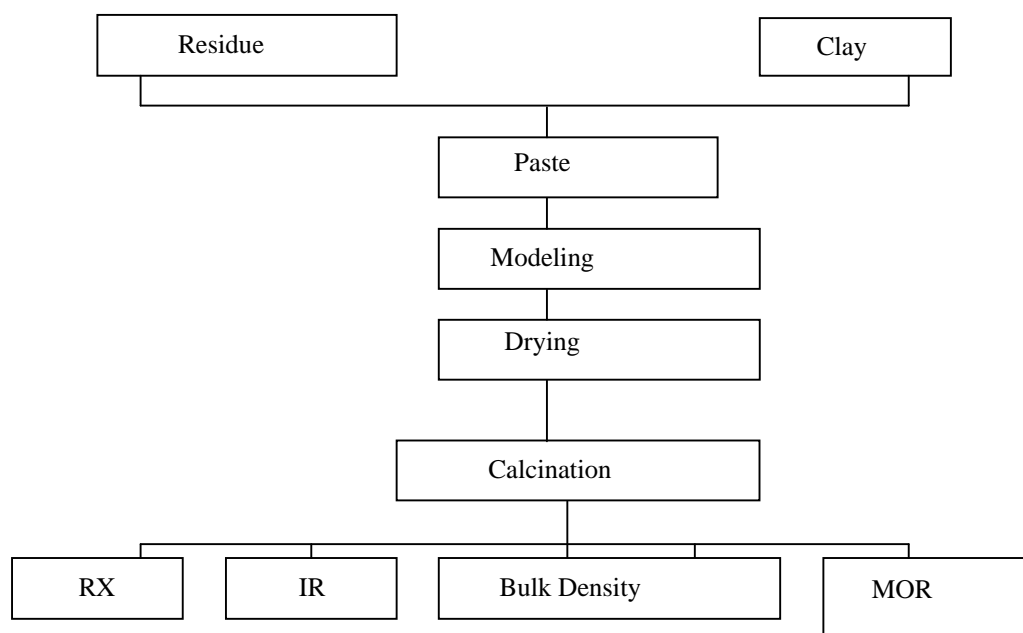 Residue
Clay
Paste
Modeling
Drying
Calcination
RX
IR
Bulk Density
MOR